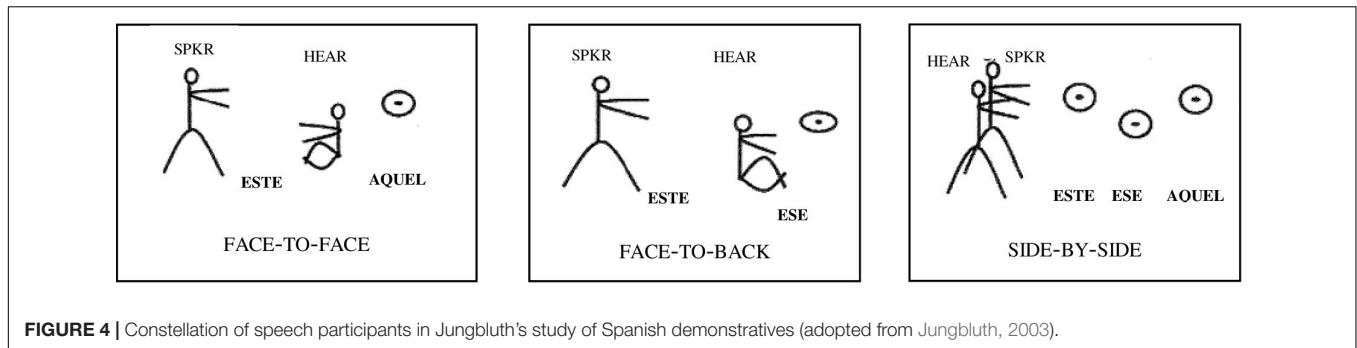 SPKR HEAR
ESTE AQUEL
FACE-TO-FACE
SPKR HEAR
ESTE
ESE
FACE-TO-BACK
HEAR SPKR
ESTE ESE AQUEL
SIDE-BY-SIDE
FIGURE 4 | Constellation of speech participants in Jungbluth's study of Spanish demonstratives (adopted from Jungbluth, 2003).